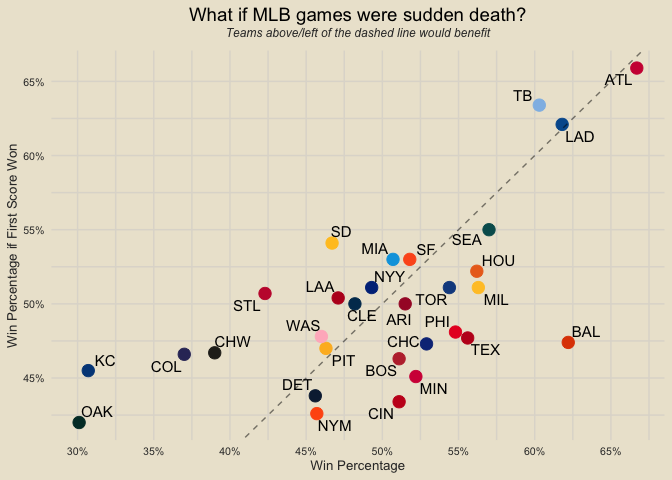 What if MLB games were sudden death?
Teams above/left of the dashed line would benefit
Win Percentage if First Score Won
65%
60%
55%
50%
45%
ATL
TB
LAD
SD
SEA
MIA
SF
HOU
NYY
LAA
STL
TOR
MIL
CLE
ARI
WAS
PHI
BAL
CHW
CHC
TEX
KC
COL
PIT
BOS
DET
MIN
OAK
CIN
NYM
30%
35%
40%
45%
50%
55%
60%
65%
Win Percentage